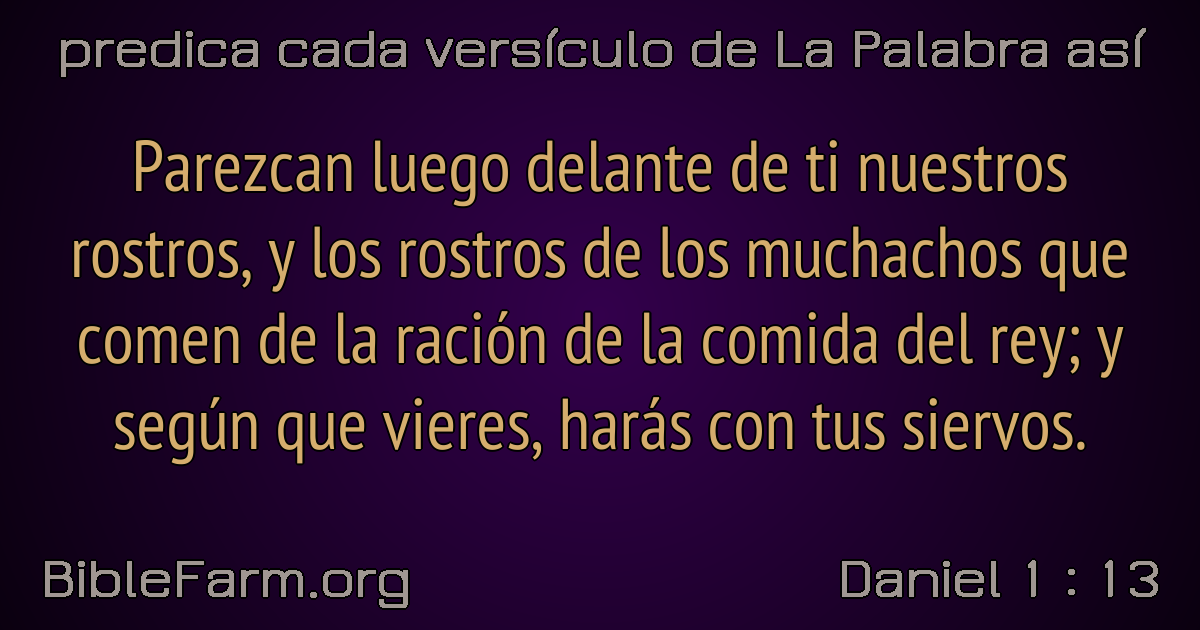 predica cada versículo de La Palabra así
Parezcan luego delante de ti nuestros
rostros, y los rostros de los muchachos que
comen de la ración de la comida del rey; y
según que vieres, harás con tus siervos.
BibleFarm.org
Daniel 1 : 13